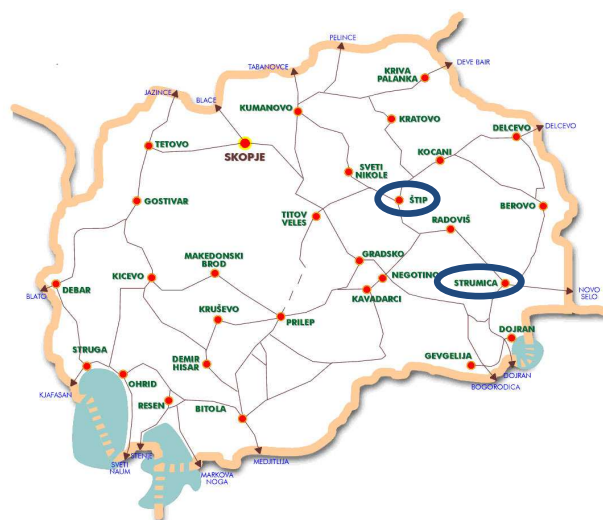 PELINCE
TABANOVCE
DEVE BAIR
KRIVA
PALANKA
JAZINCE
BLACE
KUMANOVO
KRATOVO
DELCEVO
DELCEVO
TETOVO
SKOPJE
KOCANI
SVETI
NIKOLE
GOSTIVAR
ŠTIP
BEROVO
TITOV
VELES
RADOVIŠ
MAKEDONSKI
BROD
GRADSKO
KICEVO
NEGOTINO
STRUMICA
DEBAR
BLATO
KAVADARCI
NOVO
SELO
KRUŠEVO
PRILEP
DOJRAN
STRUGA
DEMIR
HISAR
GEVGELIJA
OHRID
DOJRAN
BOGORODICA
KJAFASAN
RESEN
BITOLA
STENJE
SVETI
NAUM
MEDJITLIJA
MARKOVA
NOGA